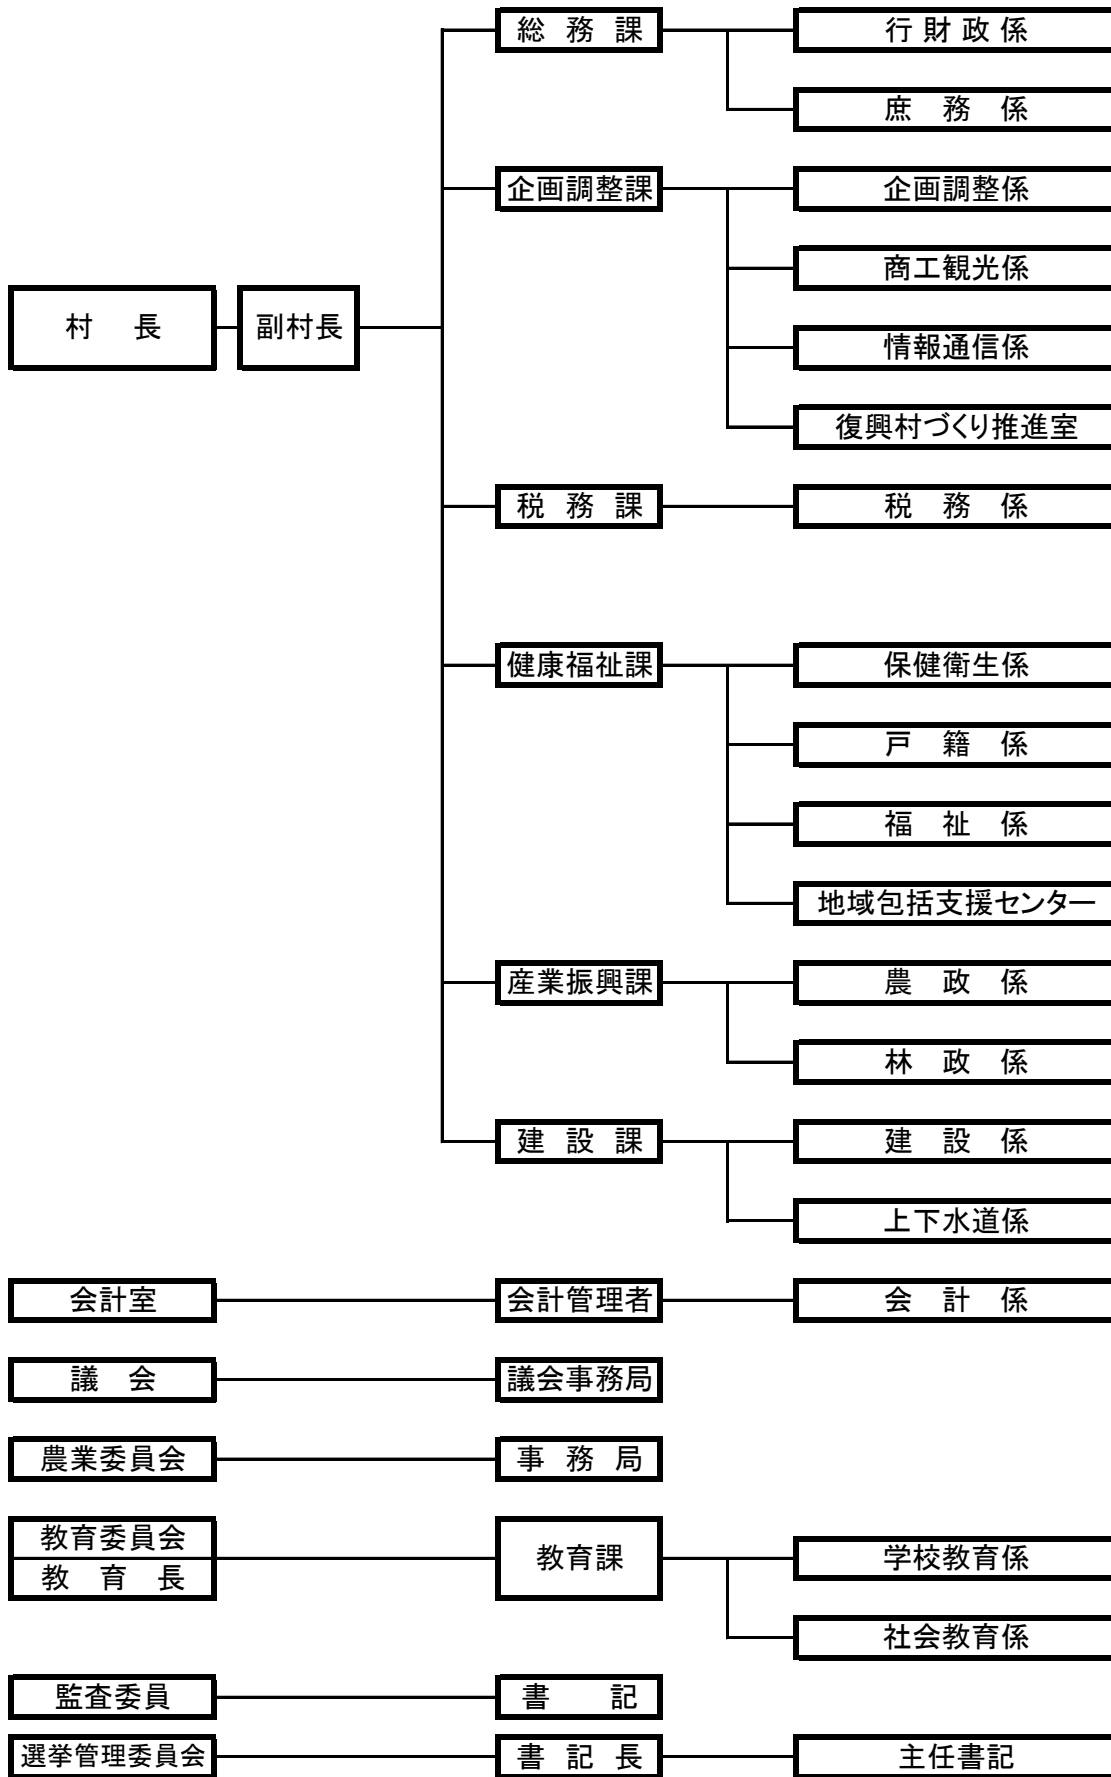 総務課 行財政係
庶務係
企画調整課 企画調整係
商工観光係
村長 副村長 情報通信係
復興村づくり推進室
税務課 税務係
健康福祉課 保健衛生係
戸籍係
福祉係
地域包括支援センター
産業振興課 農政係
林政係
建設課 建設係
上下水道係
会計室 会計管理者 会計係
議会 議会事務局
農業委員会 事務局
教育委員会
教育長 教育課 学校教育係
社会教育係
監査委員 書記
選挙管理委員会 書記長 主任書記